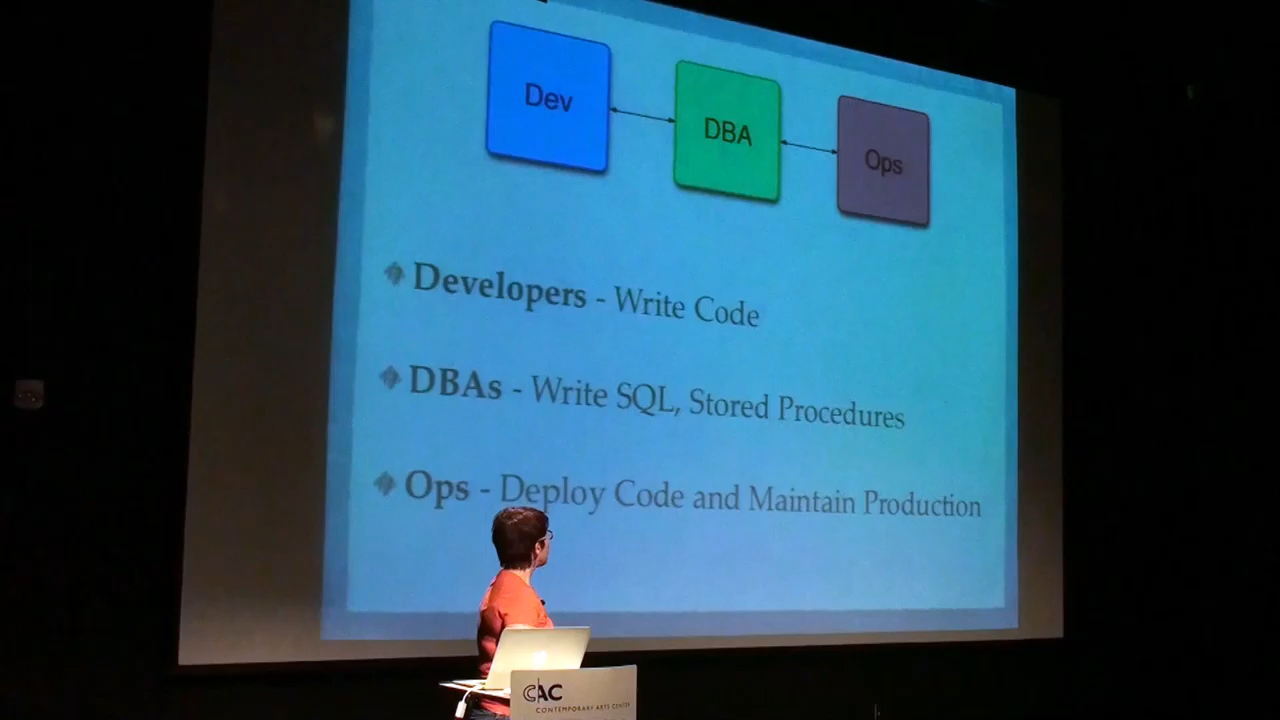 Dev
DBA
Ops
Developers - Write Code
DBAs - Write SQL, Stored Procedures
Ops - Deploy Code and Maintain Production
CAC
CONTEMPORARY ARTS CENTER